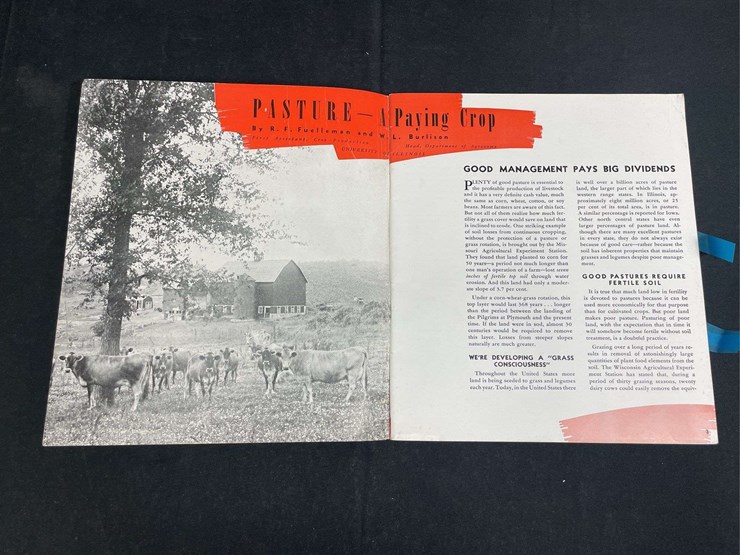 PASTURE—A Paying Crop
By R. F. Fuelleman and W. L. Burlison
First Assistant, Crop Production Head, Department of Agronomy
UNIVERSITY OF ILLINOIS
GOOD MANAGEMENT PAYS BIG DIVIDENDS
PLENTY of good pasture is essential to
the profitable production of livestock
and it has a very definite cash value, much
the same as corn, wheat, cotton, or soy
beans. Most farmers are aware of this fact.
But not all of them realize how much fer-
tility a grass cover would save on land that
is inclined to erode. One striking example
of soil losses from continuous cropping,
without the protection of a pasture or
grass rotation, is brought out by the Mis-
souri Agricultural Experiment Station.
They found that land planted to corn for
50 years—a period not much longer than
one man's operation of a farm—lost seven
inches of fertile top soil through water
erosion. And this land had only a moder-
ate slope of 3.7 per cent.
Under a corn-wheat-grass rotation, this
top layer would last 368 years . . . longer
than the period between the landing of
the Pilgrims at Plymouth and the present
time. If the land were in sod, almost 30
centuries would be required to remove
this layer. Losses from steeper slopes
naturally are much greater.
WE'RE DEVELOPING A "GRASS
CONSCIOUSNESS"
Throughout the United States more
land is being seeded to grass and legumes
each year. Today, in the United States there
is well over a billion acres of pasture
land, the larger part of which lies in the
western range states. In Illinois, ap-
proximately eight million acres, or 25
per cent of its total area, is in pasture.
A similar percentage is reported for Iowa.
Other north central states have even
larger percentages of pasture land. Al-
though there are many excellent pastures
in every state, they do not always exist
because of good care—rather because the
soil has inherent properties that maintain
grasses and legumes despite poor manage-
ment.
GOOD PASTURES REQUIRE
FERTILE SOIL
It is true that much land low in fertility
is devoted to pastures because it can be
used more economically for that purpose
than for cultivated crops. But poor land
makes poor pasture. Pasturing of poor
land, with the expectation that in time it
will somehow become fertile without soil
treatment, is a doubtful practice.
Grazing over a long period of years re-
sults in removal of astonishingly large
quantities of plant food elements from the
soil. The Wisconsin Agricultural Experi-
ment Station has stated that, during a
period of thirty grazing seasons, twenty
dairy cows could easily remove the equiv-